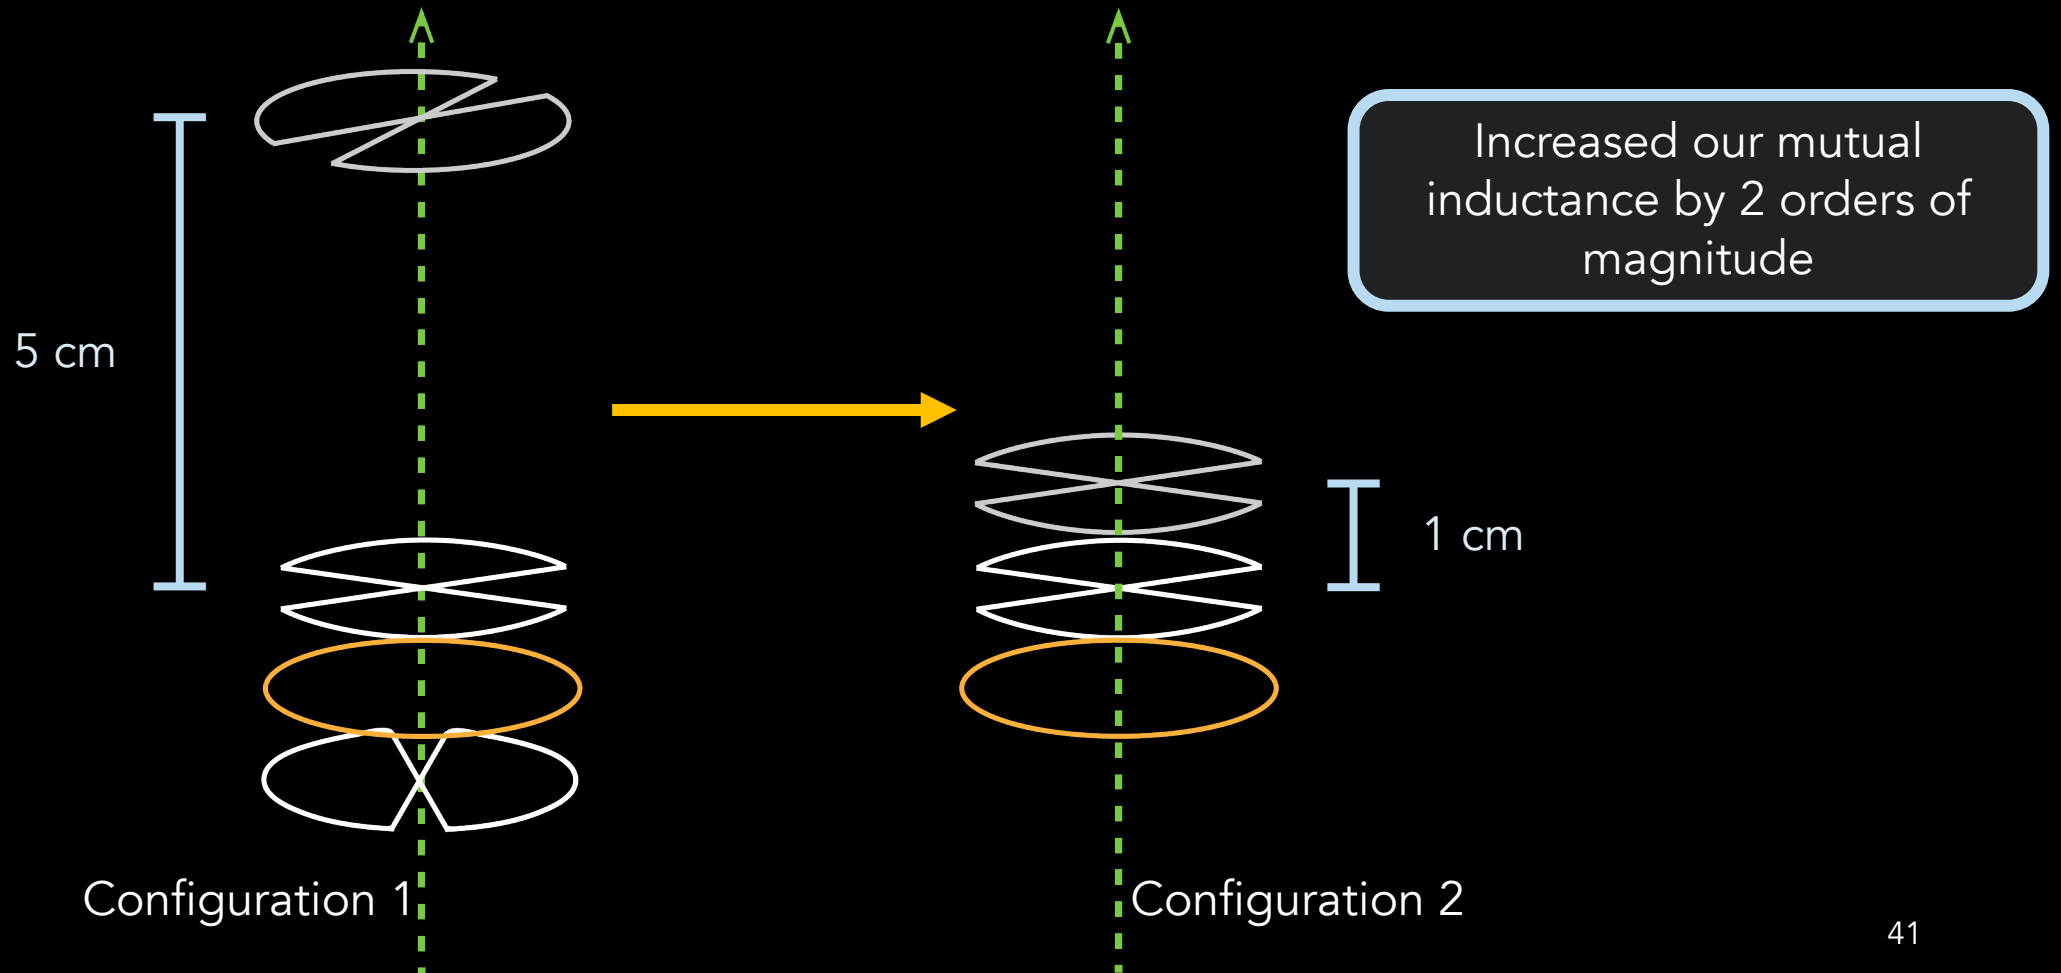 Increased our mutual
inductance by 2 orders of
magnitude
5 cm
1 cm
Configuration 1
Configuration 2
41